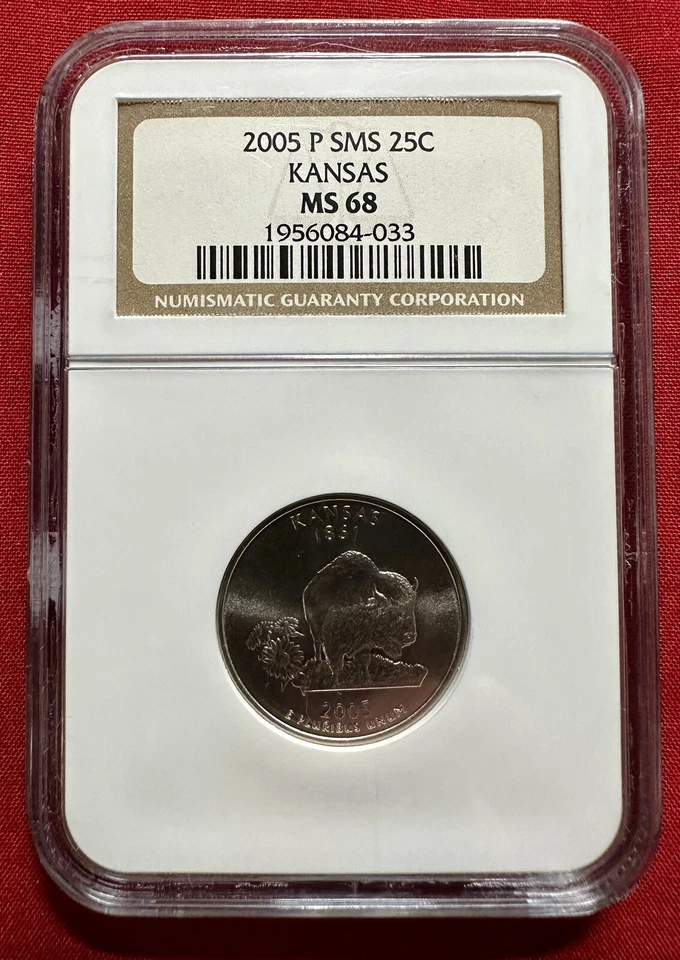 2005 P SMS 25C
KANSAS
MS 68
1956084-033
NUMISMATIC GUARANTY CORPORATION
KANSAS
1861
2005
E PLURIBUS UNUM